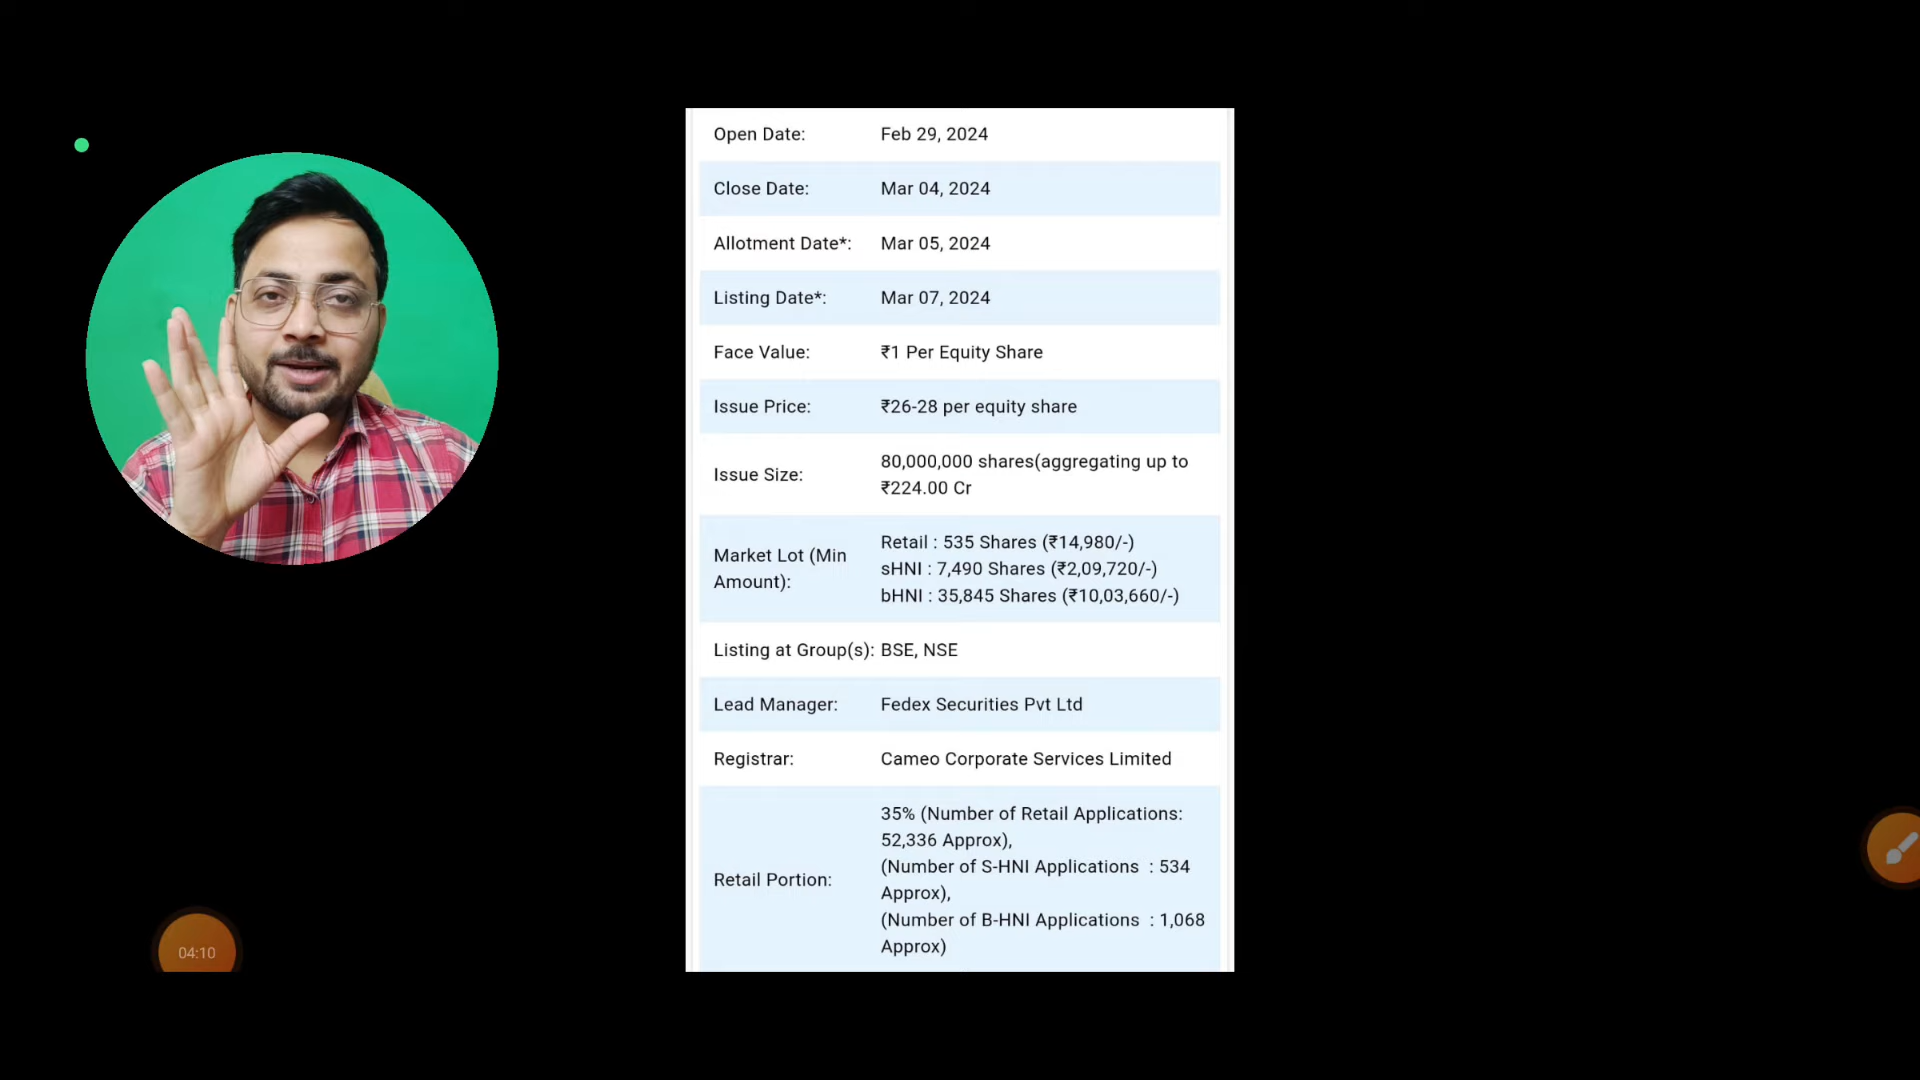 Open Date: Feb 29, 2024
Close Date: Mar 04, 2024
Allotment Date*: Mar 05, 2024
Listing Date*: Mar 07, 2024
Face Value: ₹1 Per Equity Share
Issue Price: ₹26-28 per equity share
Issue Size: 80,000,000 shares(aggregating up to
₹224.00 Cr
Market Lot (Min
Amount):
Retail : 535 Shares (₹14,980/-)
sHNI : 7,490 Shares (₹2,09,720/-)
bHNI : 35,845 Shares (₹10,03,660/-)
Listing at Group(s): BSE, NSE
Lead Manager: Fedex Securities Pvt Ltd
Registrar: Cameo Corporate Services Limited
Retail Portion:
35% (Number of Retail Applications:
52,336 Approx),
(Number of S-HNI Applications : 534
Approx),
(Number of B-HNI Applications : 1,068
Approx)
04:10